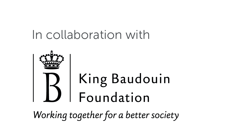 In collaboration with
B
King Baudouin
Foundation
Working together for a better society